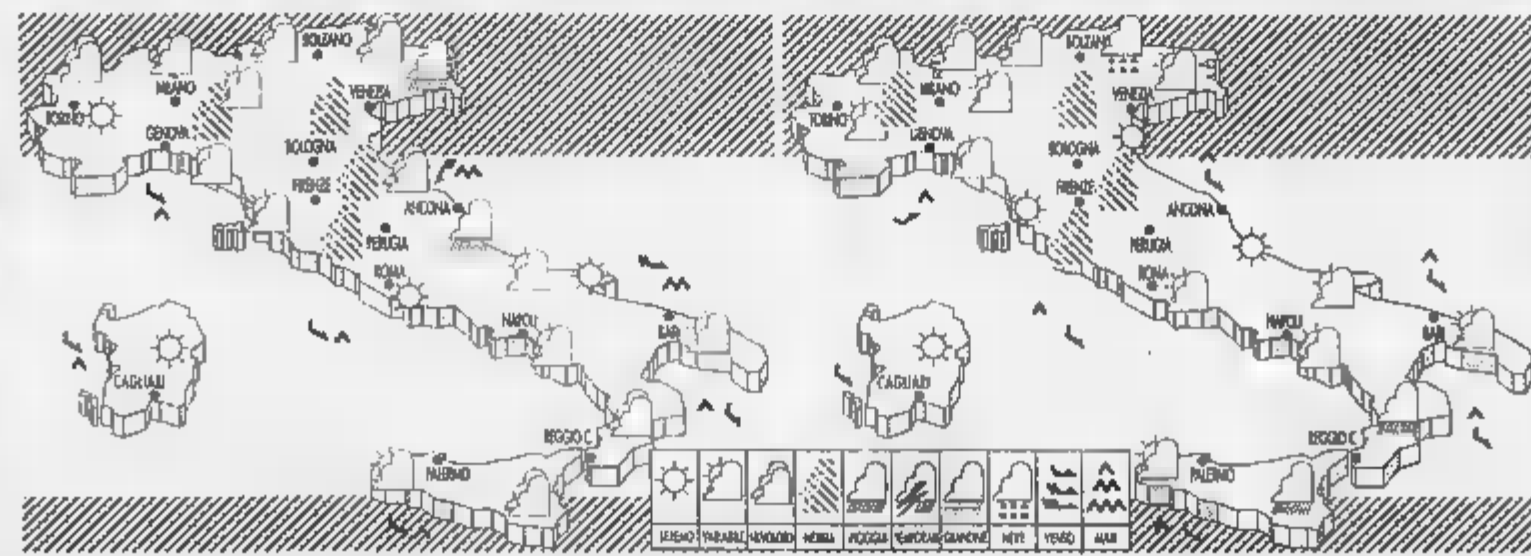 BOLZANO
MILANO
VENEZIA
TORINO
GENOVA
BOLOGNA
FIRENZE
ANCONA
PERUGIA
ROMA
NAPOLI
BARI
CAGLIARI
REGGIO C.
PALERMO
BOLZANO
MILANO
VENEZIA
TORINO
GENOVA
BOLOGNA
FIRENZE
ANCONA
PERUGIA
ROMA
NAPOLI
BARI
CAGLIARI
REGGIO C.
PALERMO
SERENO VARIABILE NUVOLOSO NEBBIA PIOGGIA TEMPORALE GRANDINE NEVE VENTO MARI